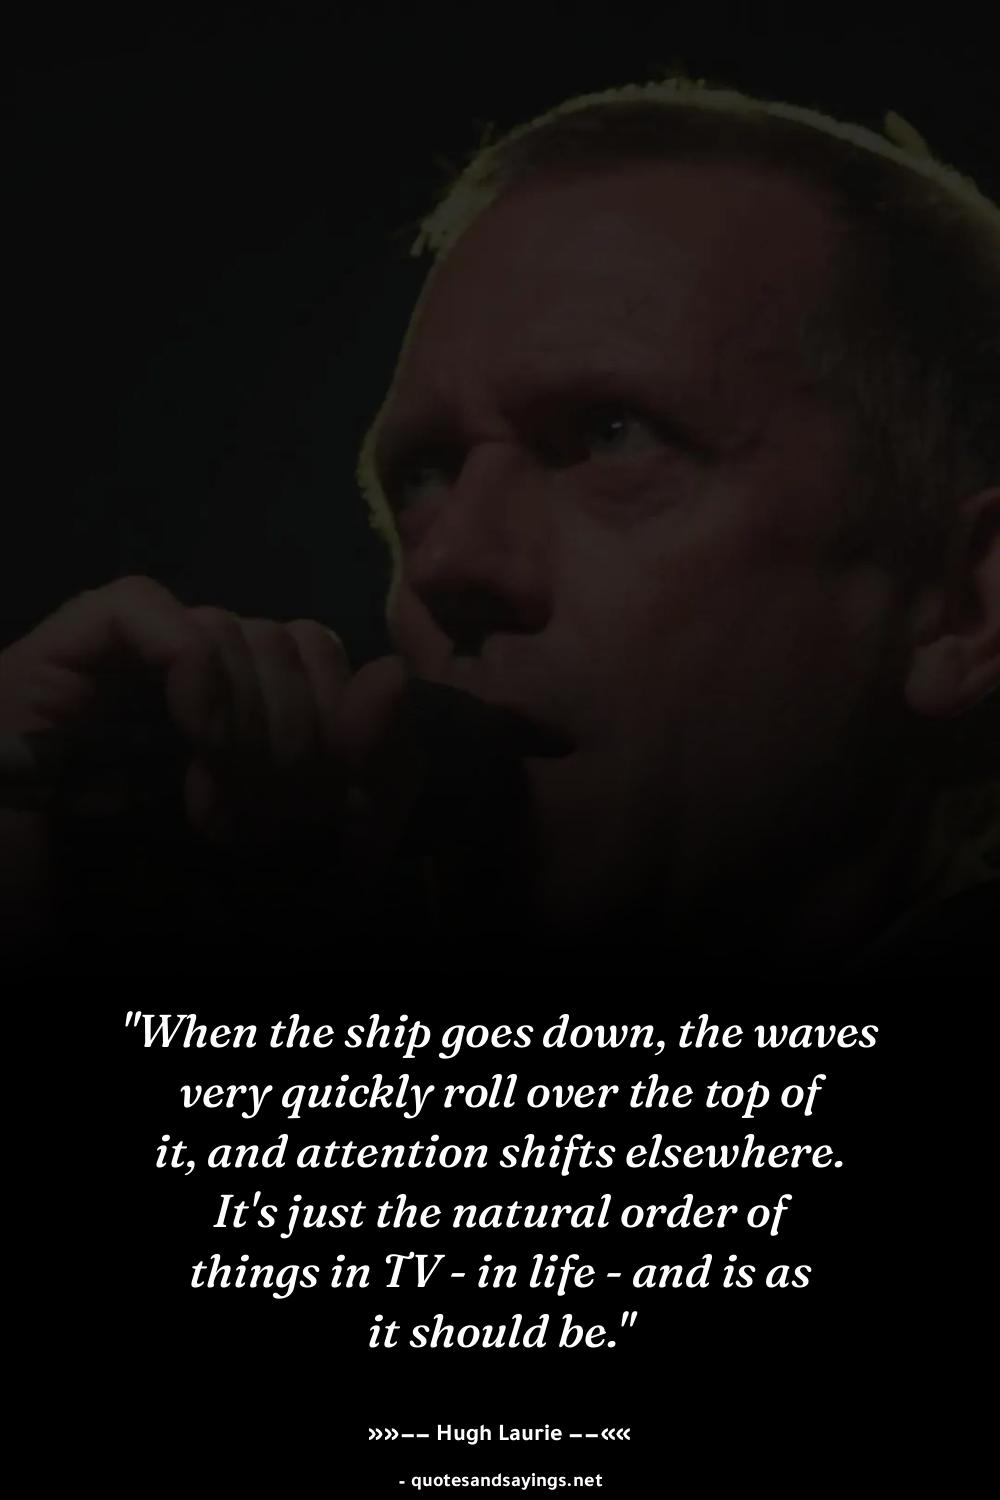 "When the ship goes down, the waves
very quickly roll over the top of
it, and attention shifts elsewhere.
It's just the natural order of
things in TV - in life - and is as
it should be."
»»−− Hugh Laurie −−««
- quotesandsayings.net